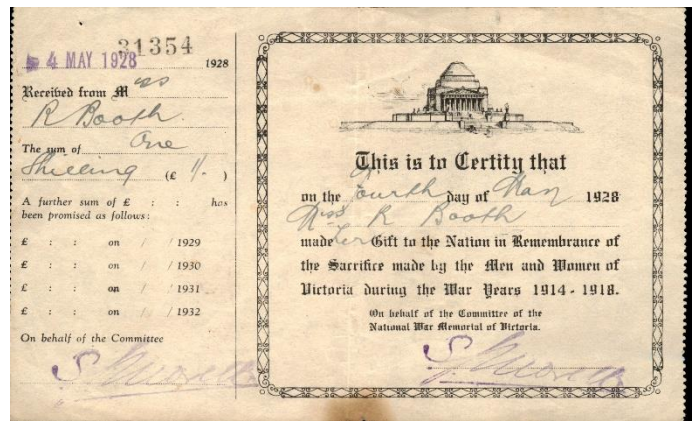 31354
4 MAY 1928 1928
Received from Miss
R Booth
The sum of One
Shilling (£ 1/- )
A further sum of £ : : has
been promised as follows:
£ : : on / / 1929
£ : : on / / 1930
£ : : on / / 1931
£ : : on / / 1932
On behalf of the Committee
This is to Certify that
on the Fourth day of May 1928
Miss R Booth
made her Gift to the Nation in Remembrance of
the Sacrifice made by the Men and Women of
Victoria during the War Years 1914-1918.
On behalf of the Committee of the
National War Memorial of Victoria.